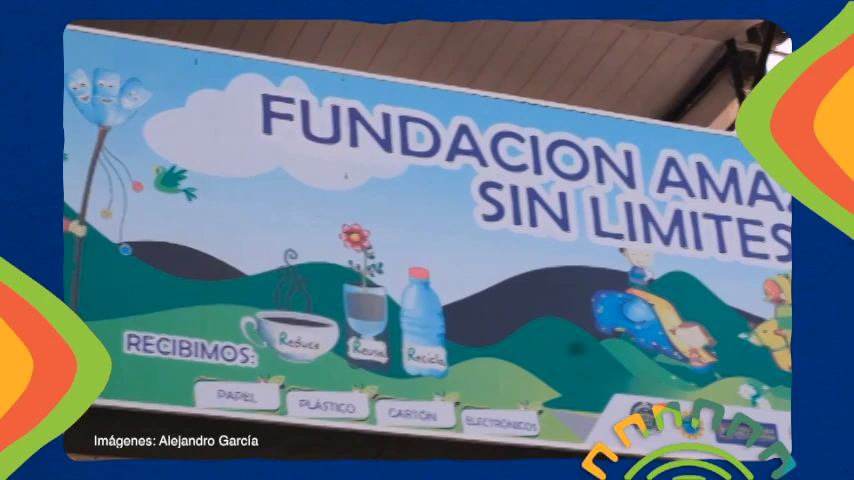 FUNDACION AMA
SIN LIMITES
RECIBIMOS:
Reduce
Reusa
Recicla
PAPEL
PLÁSTICO
CARTÓN
ELECTRÓNICOS
Imágenes: Alejandro García